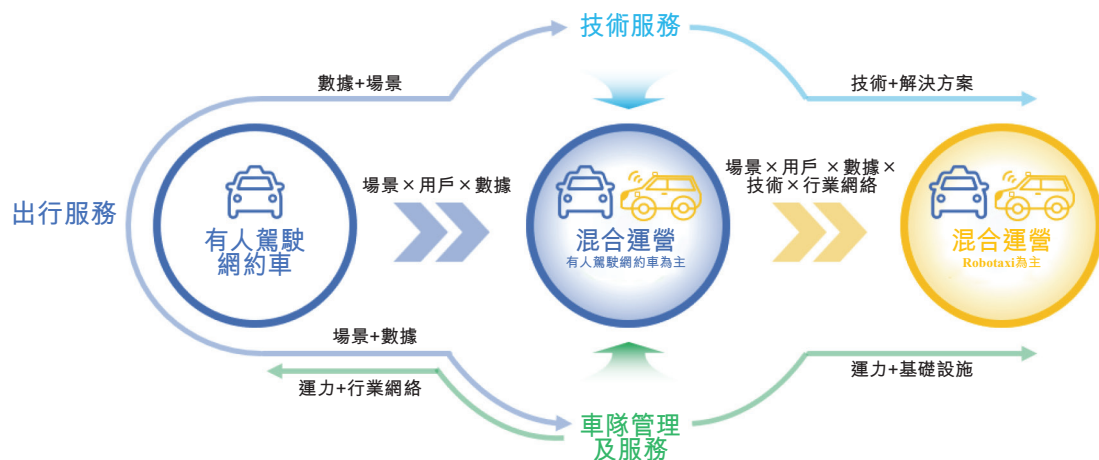 技術服務
數據+場景
技術+解決方案
出行服務
有人駕駛
網約車
場景×用戶×數據
混合運營
有人駕駛網約車為主
場景×用戶 ×數據×
技術×行業網絡
混合運營
Robotaxi為主
場景+數據
運力+行業網絡
運力+基礎設施
車隊管理
及服務